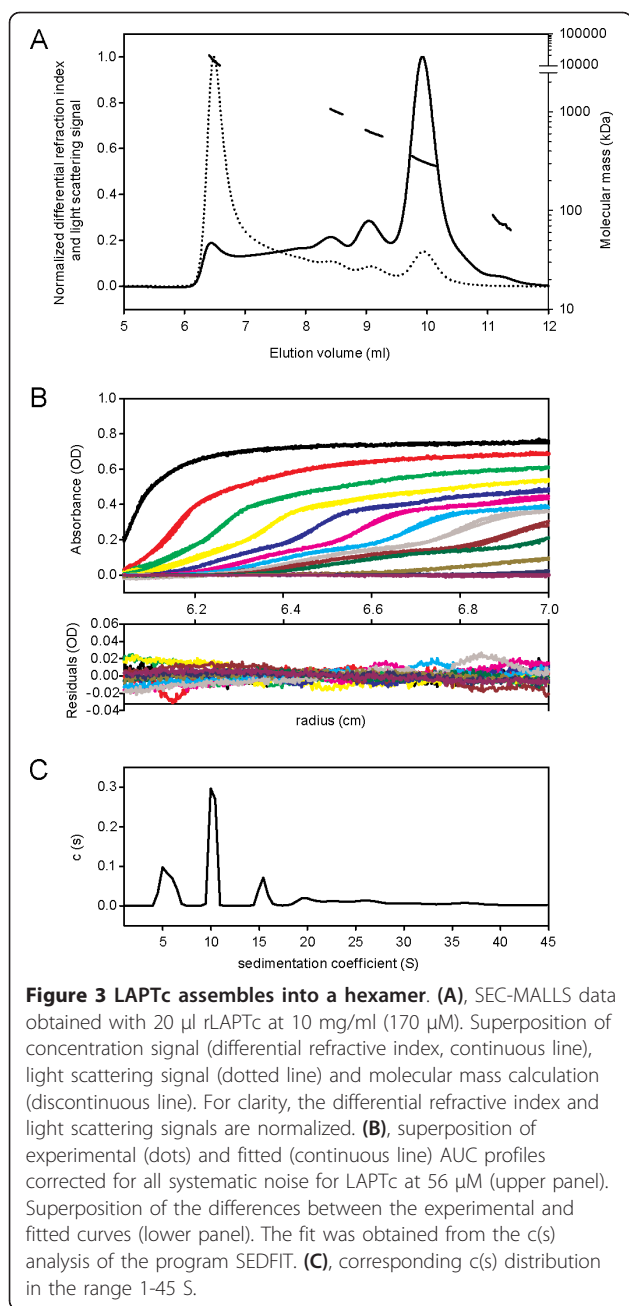 A
Normalized differential refraction index
and light scattering signal
1.0
0.8
0.6
0.4
0.2
0.0
100000
10000
1000
100
10
Molecular mass (kDa)
5 6 7 8 9 10 11 12
Elution volume (ml)
B
Absorbance (OD)
1.0
0.8
0.6
0.4
0.2
0.0
6.2 6.4 6.6 6.8 7.0
Residuals (OD)
0.06
0.04
0.02
0.00
-0.02
-0.04
radius (cm)
C
c (s)
0.3
0.2
0.1
0.0
5 10 15 20 25 30 35 40 45
sedimentation coefficient (S)
Figure 3 LAPTc assembles into a hexamer. (A), SEC-MALLS data
obtained with 20 μl rLAPTc at 10 mg/ml (170 μM). Superposition of
concentration signal (differential refractive index, continuous line),
light scattering signal (dotted line) and molecular mass calculation
(discontinuous line). For clarity, the differential refractive index and
light scattering signals are normalized. (B), superposition of
experimental (dots) and fitted (continuous line) AUC profiles
corrected for all systematic noise for LAPTc at 56 μM (upper panel).
Superposition of the differences between the experimental and
fitted curves (lower panel). The fit was obtained from the c(s)
analysis of the program SEDFIT. (C), corresponding c(s) distribution
in the range 1-45 S.